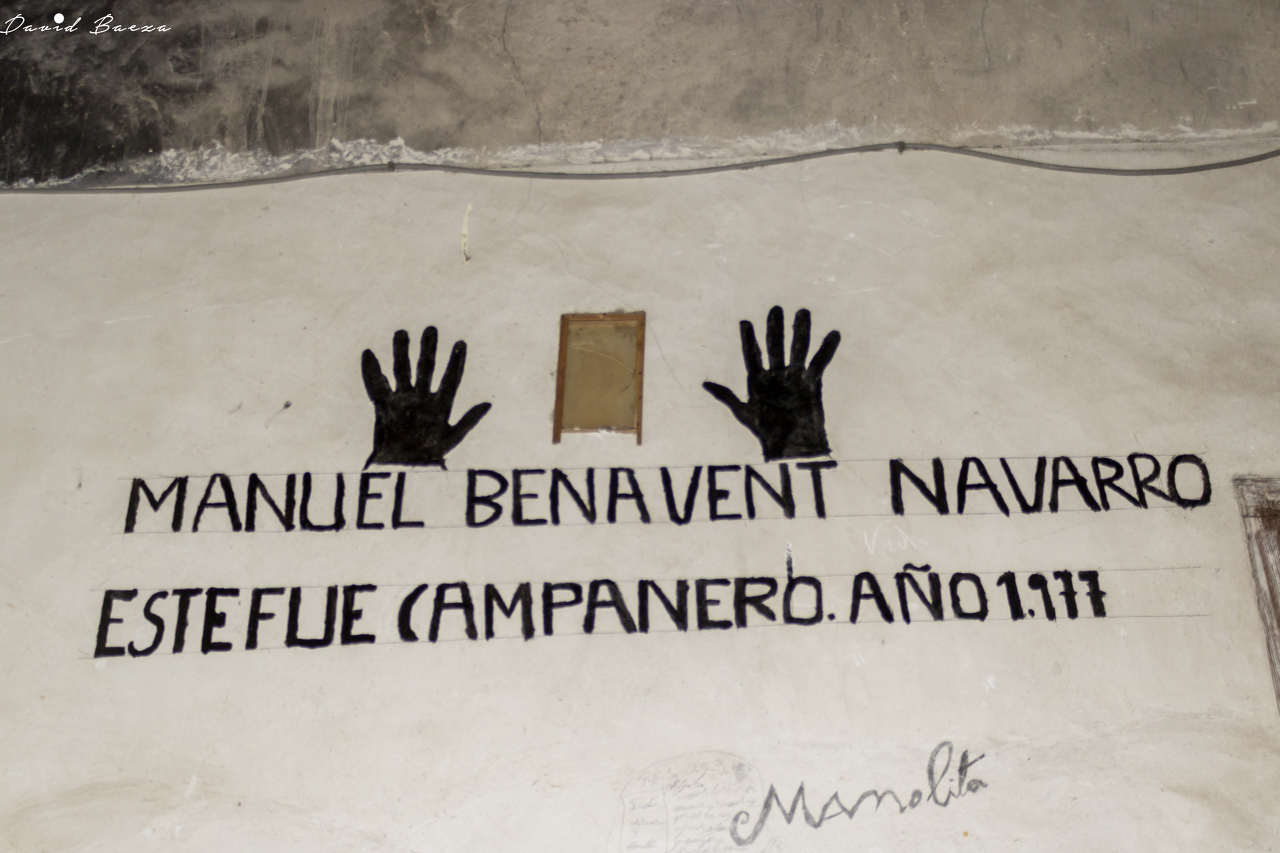 David Baeza
MANUEL BENAVENT NAVARRO
ESTE FUE CAMPANERO. AÑO 1.977
Manolita